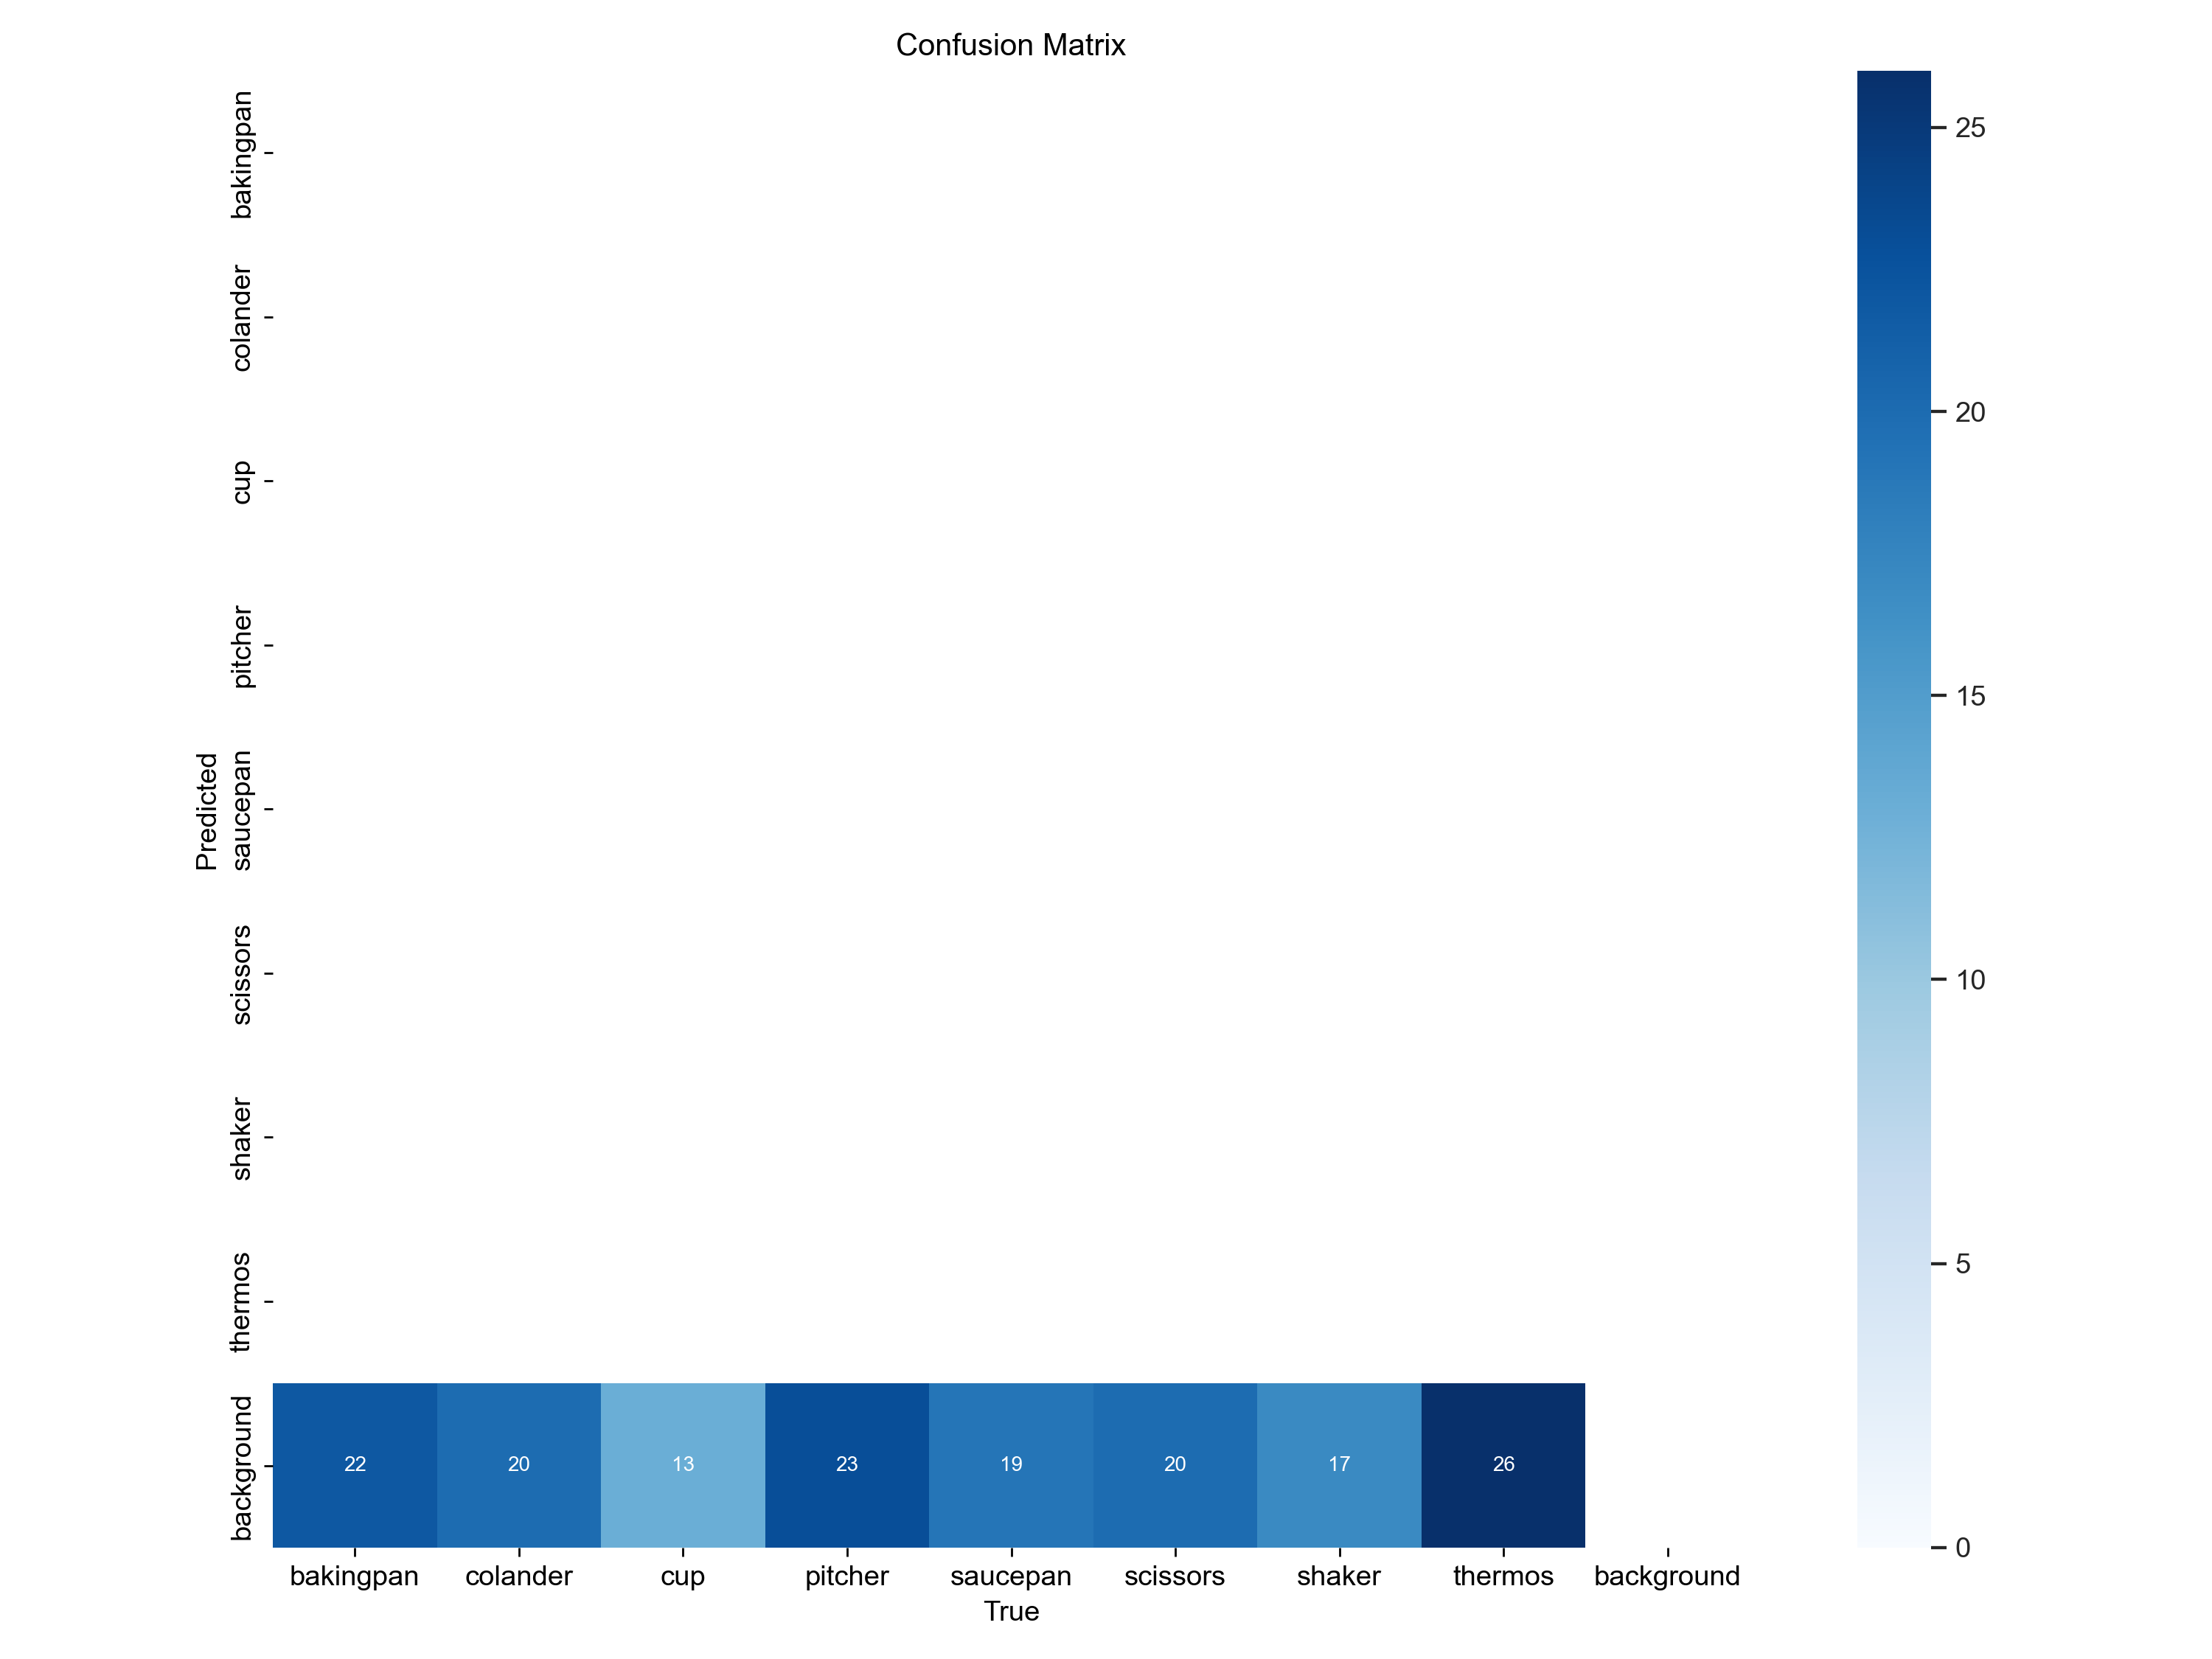 Confusion Matrix
bakingpan
colander
cup
pitcher
saucepan
scissors
shaker
thermos
background
Predicted
22 20 13 23 19 20 17 26
bakingpan colander cup pitcher saucepan scissors shaker thermos background
True
25
20
15
10
5
0